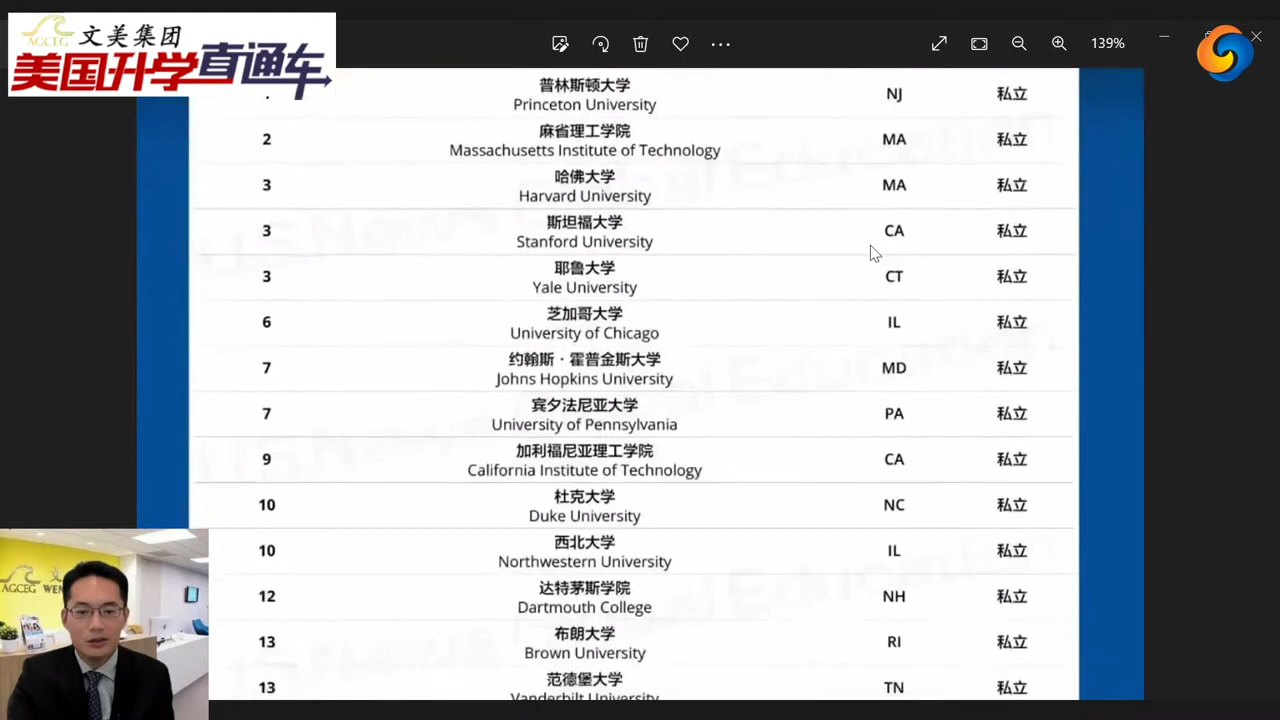 AGCEG 文美集团
美国升学直通车
139%
普林斯顿大学
Princeton University
NJ
私立
2
麻省理工学院
Massachusetts Institute of Technology
MA
私立
3
哈佛大学
Harvard University
MA
私立
3
斯坦福大学
Stanford University
CA
私立
3
耶鲁大学
Yale University
CT
私立
6
芝加哥大学
University of Chicago
IL
私立
7
约翰斯·霍普金斯大学
Johns Hopkins University
MD
私立
7
宾夕法尼亚大学
University of Pennsylvania
PA
私立
9
加利福尼亚理工学院
California Institute of Technology
CA
私立
10
杜克大学
Duke University
NC
私立
10
西北大学
Northwestern University
IL
私立
12
达特茅斯学院
Dartmouth College
NH
私立
13
布朗大学
Brown University
RI
私立
13
范德堡大学
Vanderbilt University
TN
私立
AGCEG